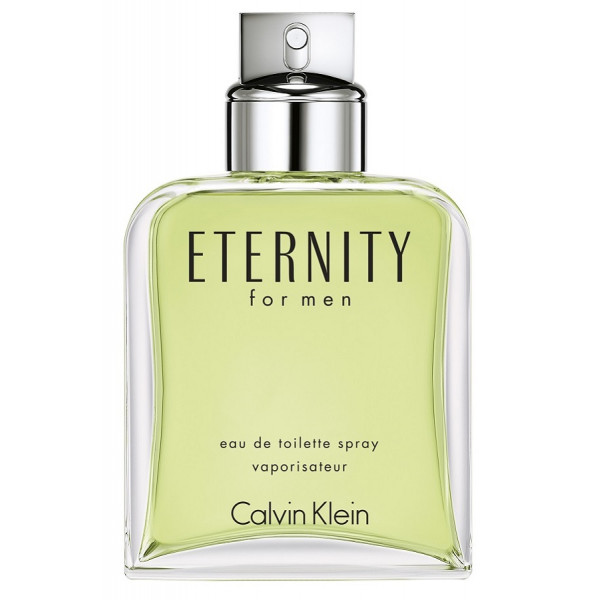 ETERNITY
for men
eau de toilette spray
vaporisateur
Calvin Klein